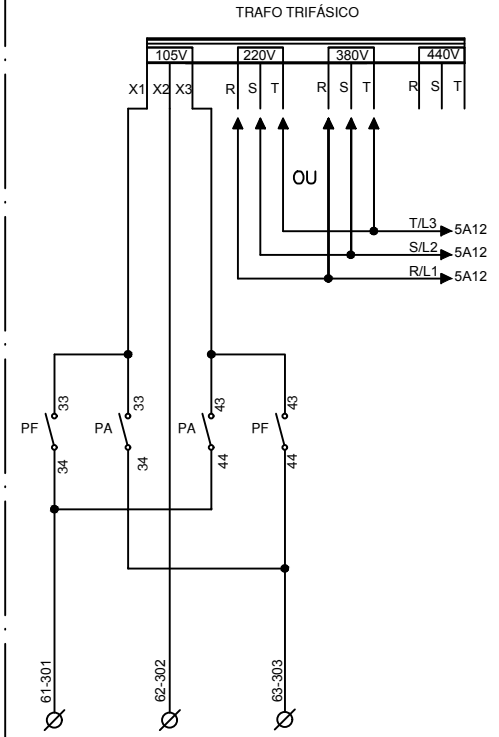 TRAFO TRIFÁSICO
105V 220V 380V 440V
X1 X2 X3 R S T R S T R S T
OU
T/L3 5A12
S/L2 5A12
R/L1 5A12
33 33 43 43
PF PA PA PF
34 34 44 44
61-301 62-302 63-303